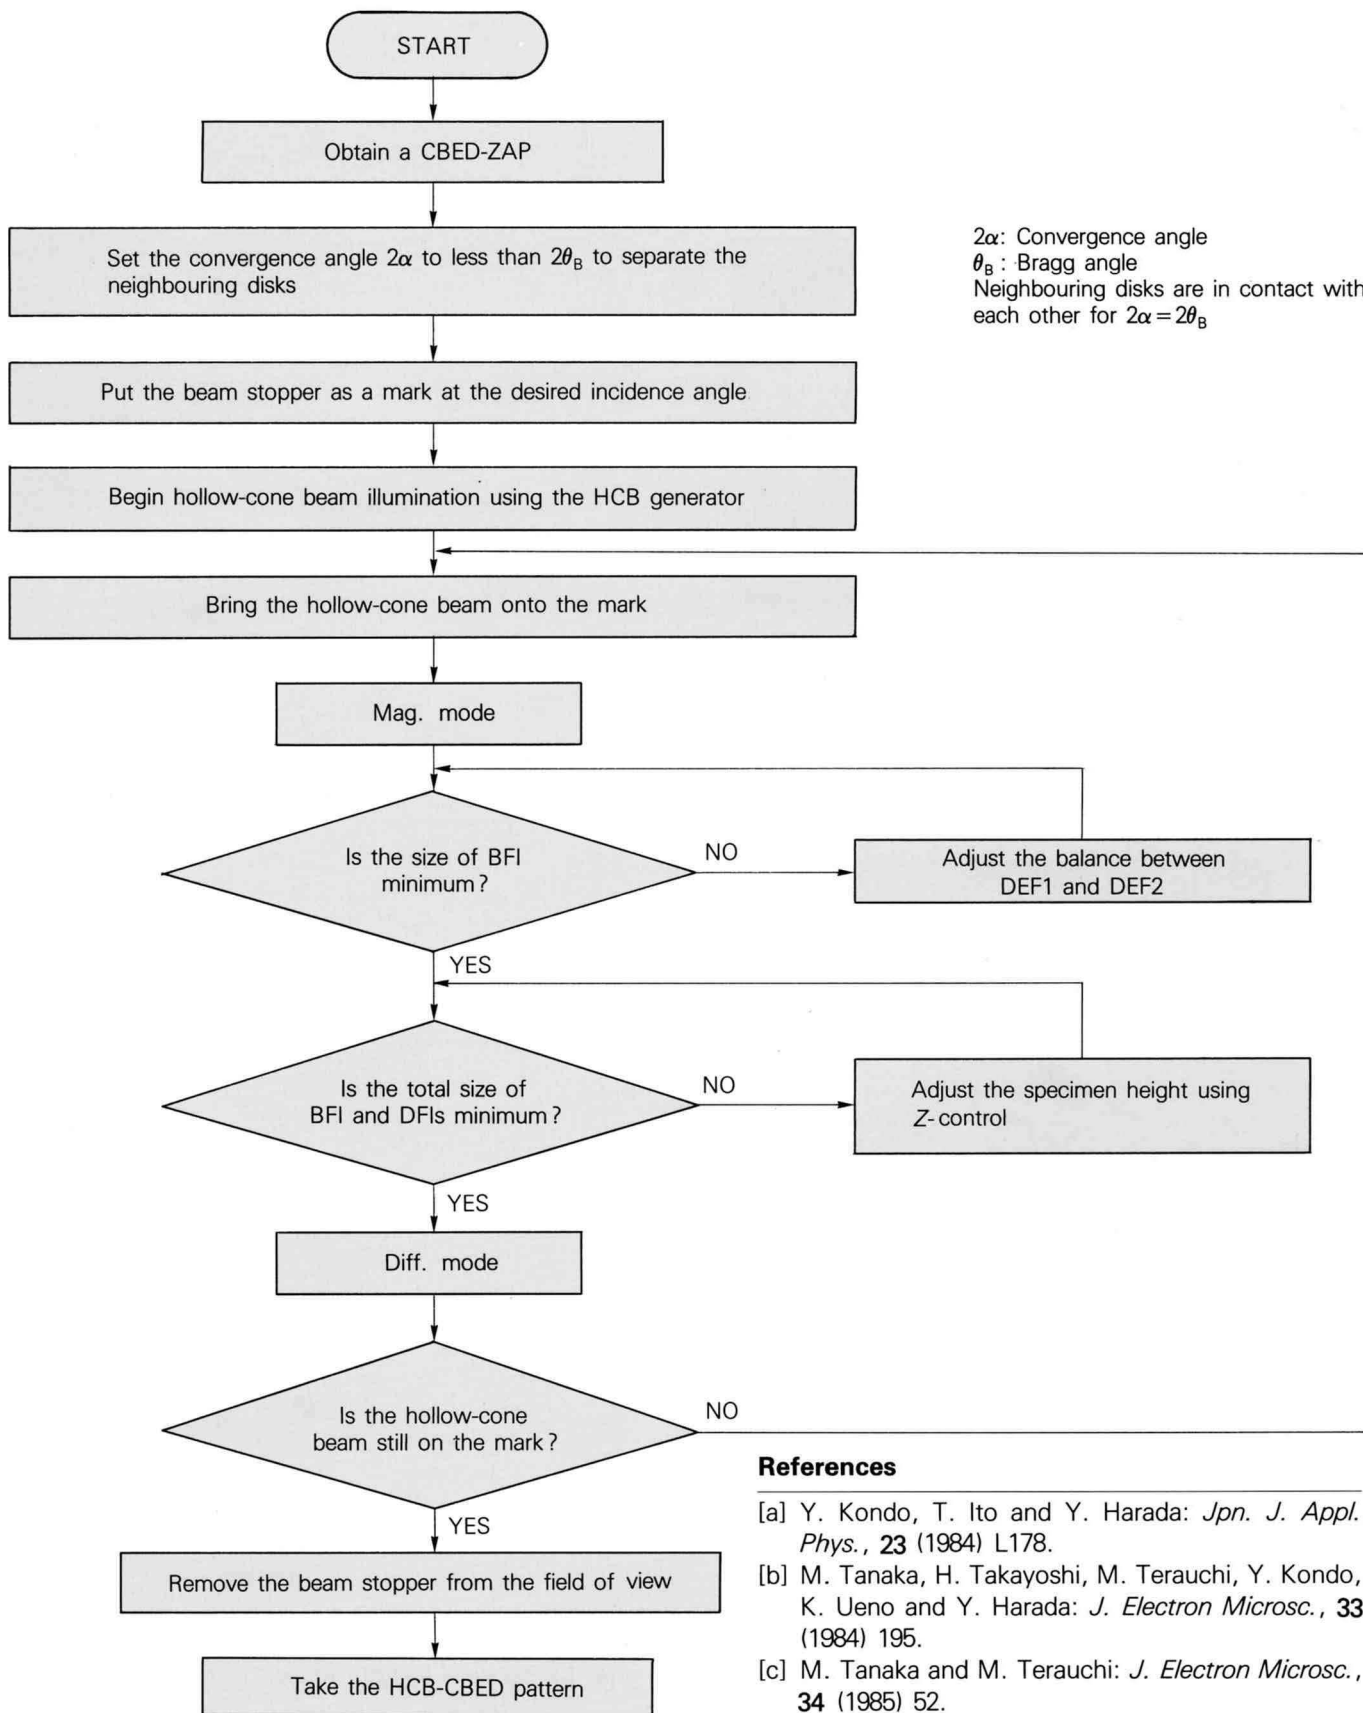 START
Obtain a CBED-ZAP
Set the convergence angle 2α to less than 2θB to separate the
neighbouring disks
2α: Convergence angle
θB : Bragg angle
Neighbouring disks are in contact with
each other for 2α = 2θB
Put the beam stopper as a mark at the desired incidence angle
Begin hollow-cone beam illumination using the HCB generator
Bring the hollow-cone beam onto the mark
Mag. mode
Is the size of BFI
minimum?
NO
Adjust the balance between
DEF1 and DEF2
YES
Is the total size of
BFI and DFIs minimum?
NO
Adjust the specimen height using
Z-control
YES
Diff. mode
Is the hollow-cone
beam still on the mark?
NO
YES
Remove the beam stopper from the field of view
Take the HCB-CBED pattern
References
[a] Y. Kondo, T. Ito and Y. Harada: Jpn. J. Appl.
Phys., 23 (1984) L178.
[b] M. Tanaka, H. Takayoshi, M. Terauchi, Y. Kondo,
K. Ueno and Y. Harada: J. Electron Microsc., 33
(1984) 195.
[c] M. Tanaka and M. Terauchi: J. Electron Microsc.,
34 (1985) 52.